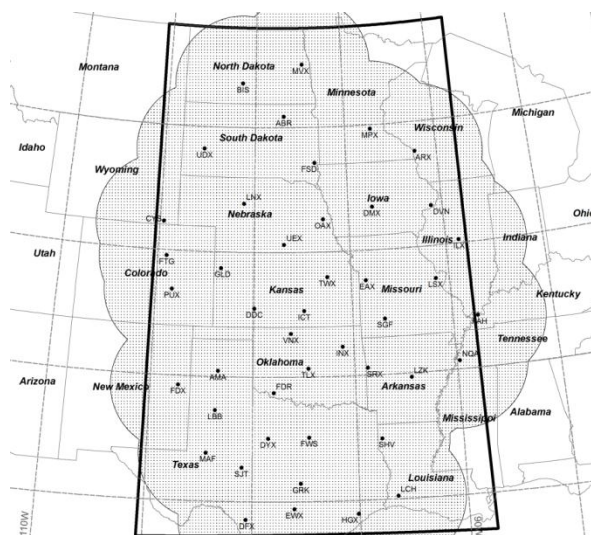 Montana
North Dakota
MVX
BIS
Minnesota
ABR
Michigan
South Dakota
MPX
Wisconsin
Idaho
UDX
ARX
FSD
Wyoming
LNX
Iowa
DMX
DVN
Nebraska
CYS
OAX
Ohio
UEX
Illinois
ILX
Indiana
Utah
FTG
Colorado
GLD
TWX
EAX
LSX
PUX
Kansas
Missouri
Kentucky
DDC
ICT
SGF
PAH
VNX
Tennessee
INX
NQA
Oklahoma
AMA
TLX
SRX
LZK
Arizona
New Mexico
FDX
Arkansas
FDR
LBB
Mississippi
Alabama
DYX
FWS
SHV
MAF
Texas
SJT
Louisiana
GRK
LCH
EWX
HGX
DFX
110W
90W